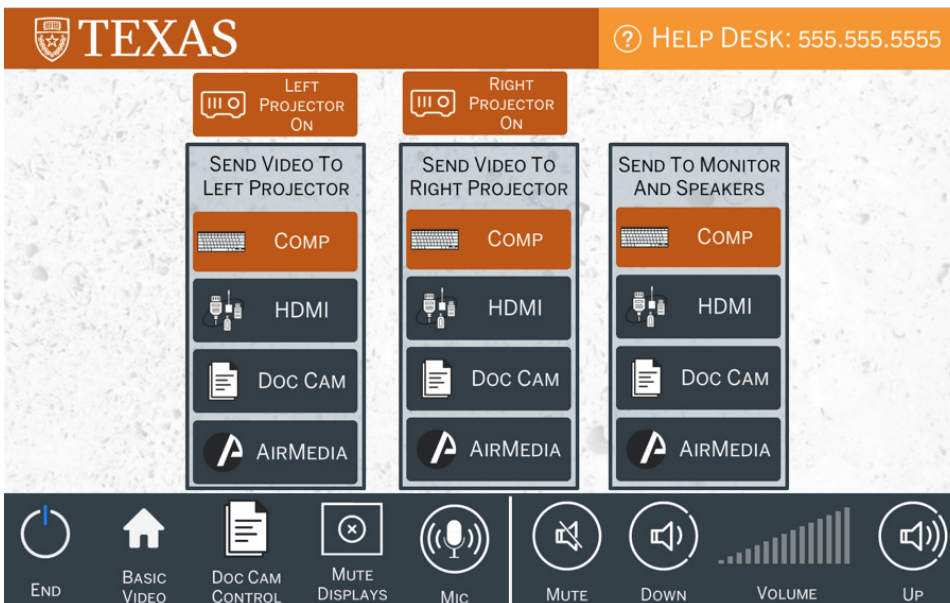 TEXAS
HELP DESK: 555.555.5555
LEFT
PROJECTOR
ON
RIGHT
PROJECTOR
ON
SEND VIDEO TO
LEFT PROJECTOR
COMP
HDMI
DOC CAM
AIRMEDIA
SEND VIDEO TO
RIGHT PROJECTOR
COMP
HDMI
DOC CAM
AIRMEDIA
SEND TO MONITOR
AND SPEAKERS
COMP
HDMI
DOC CAM
AIRMEDIA
END
BASIC
VIDEO
DOC CAM
CONTROL
MUTE
DISPLAYS
MIC
MUTE
DOWN
VOLUME
UP